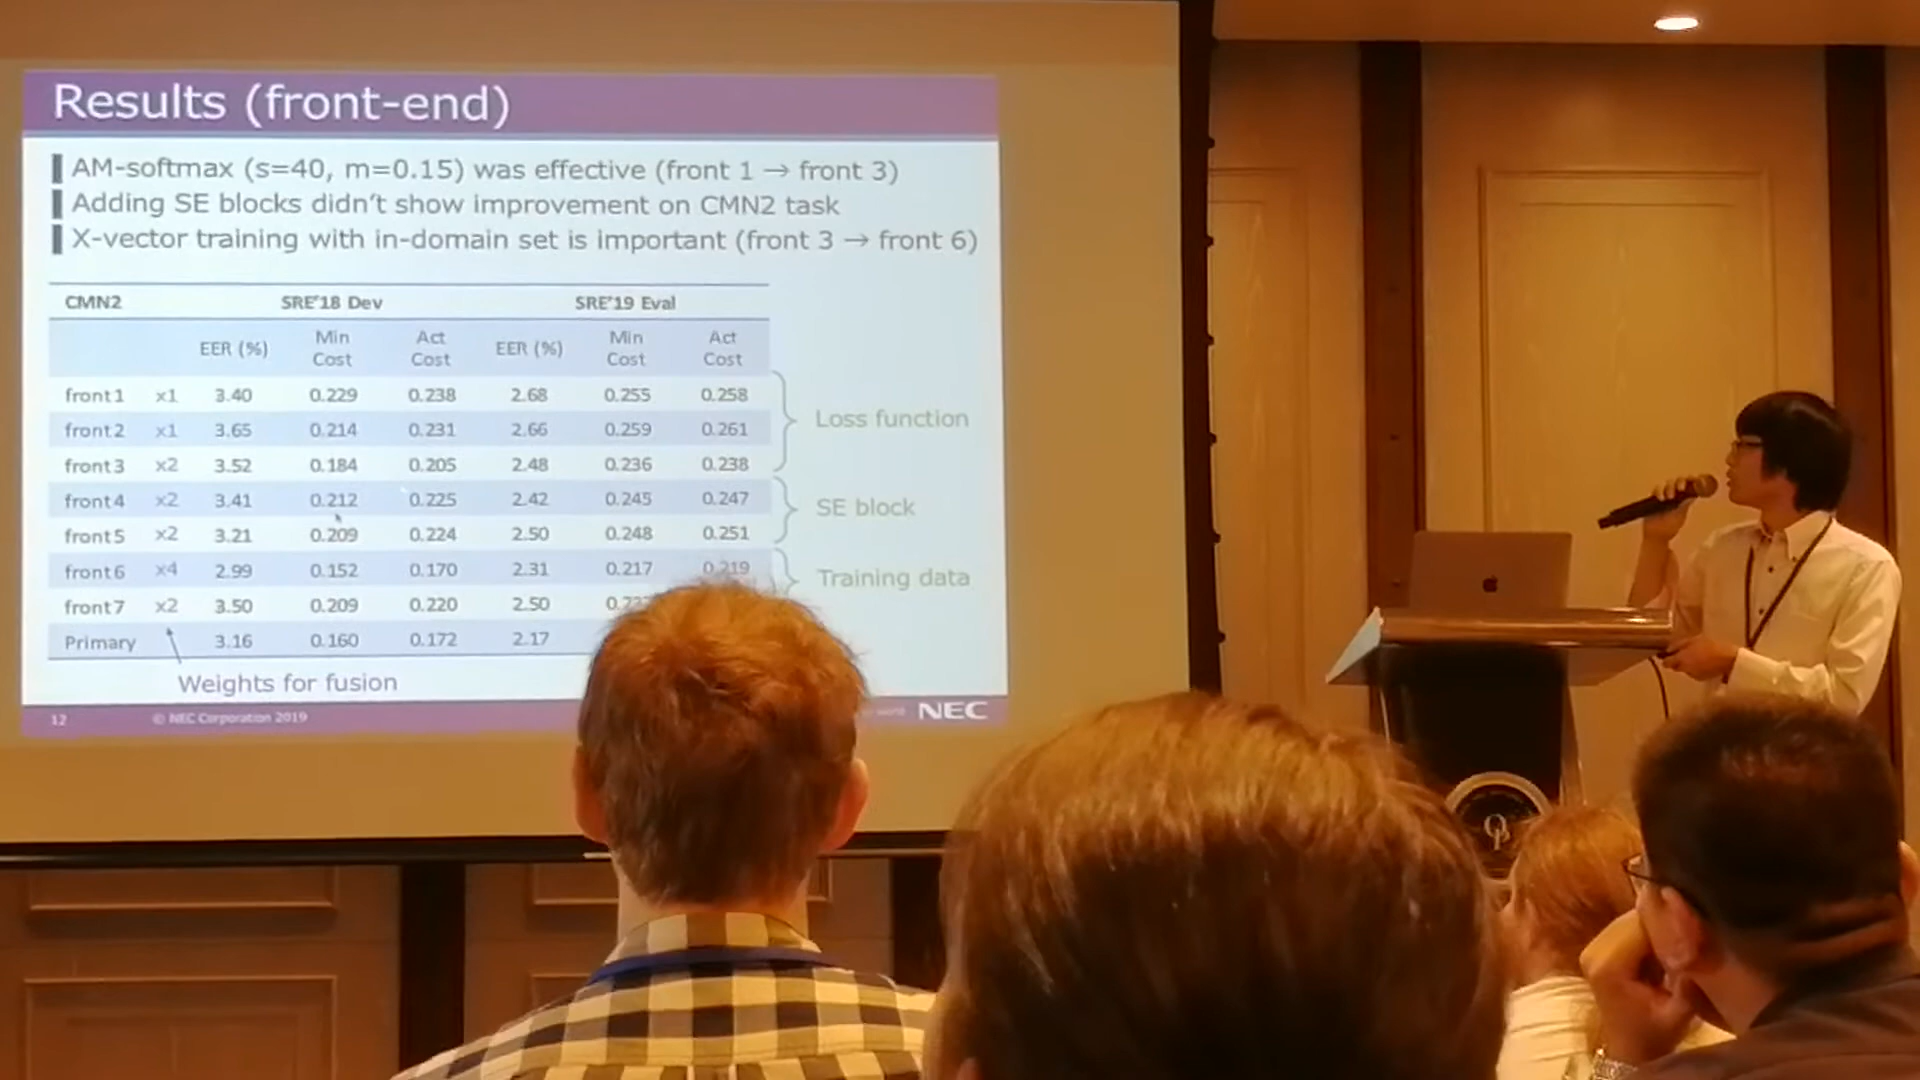 Results (front-end)
AM-softmax (s=40, m=0.15) was effective (front 1 → front 3)
Adding SE blocks didn't show improvement on CMN2 task
X-vector training with in-domain set is important (front 3 → front 6)
CMN2 SRE'18 Dev SRE'19 Eval
EER (%) Min Cost Act Cost EER (%) Min Cost Act Cost
front1 x1 3.40 0.229 0.238 2.68 0.255 0.258
front2 x1 3.65 0.214 0.231 2.66 0.259 0.261
front3 x2 3.52 0.184 0.205 2.48 0.236 0.238
front4 x2 3.41 0.212 0.225 2.42 0.245 0.247
front5 x2 3.21 0.209 0.224 2.50 0.248 0.251
front6 x4 2.99 0.152 0.170 2.31 0.217 0.219
front7 x2 3.50 0.209 0.220 2.50
Primary 3.16 0.160 0.172 2.17
Loss function
SE block
Training data
Weights for fusion
12 © NEC Corporation 2019 NEC